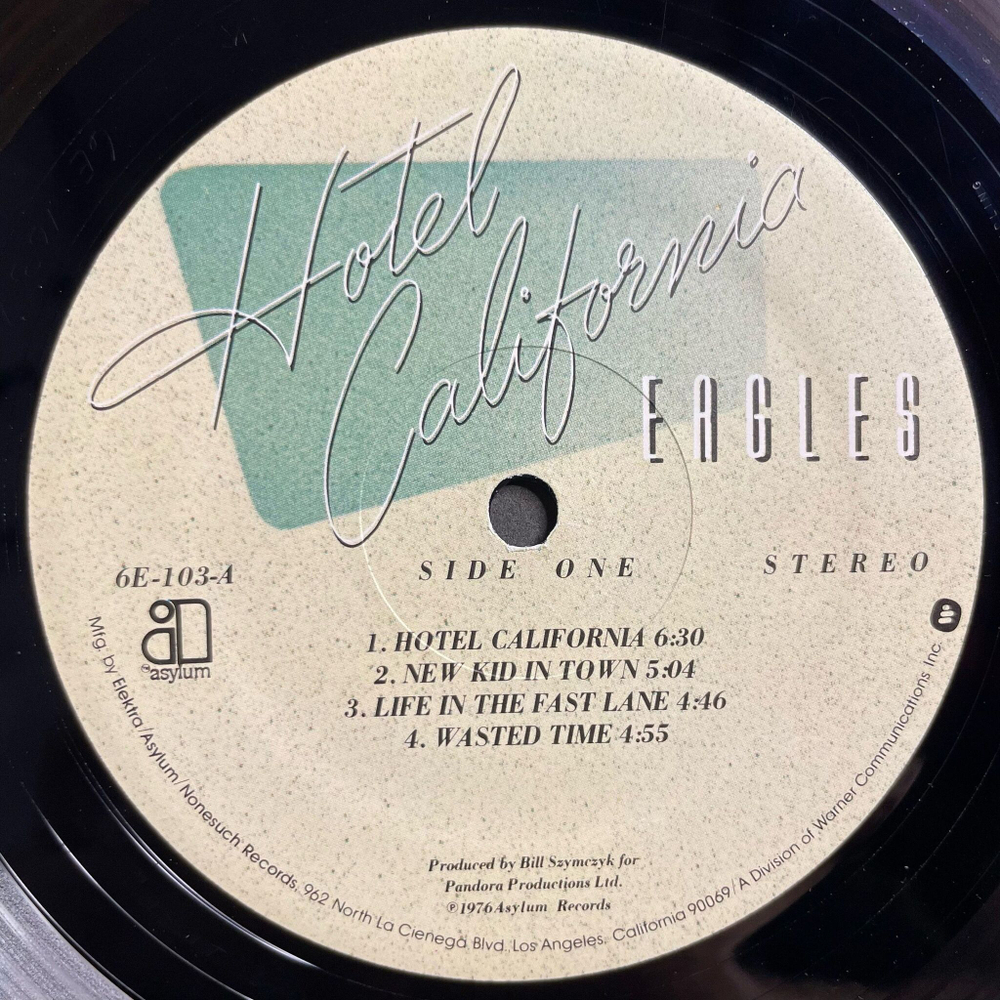 Hotel
California
EAGLES
6E-103-A
SIDE ONE
STEREO
asylum
1. HOTEL CALIFORNIA 6:30
2. NEW KID IN TOWN 5:04
3. LIFE IN THE FAST LANE 4:46
4. WASTED TIME 4:55
Produced by Bill Szymczyk for
Pandora Productions Ltd.
℗1976 Asylum Records
Mfg. by Elektra/Asylum/Nonesuch Records, 962 North La Cienega Blvd., Los Angeles, California 90069/A Division of Warner Communications Inc.